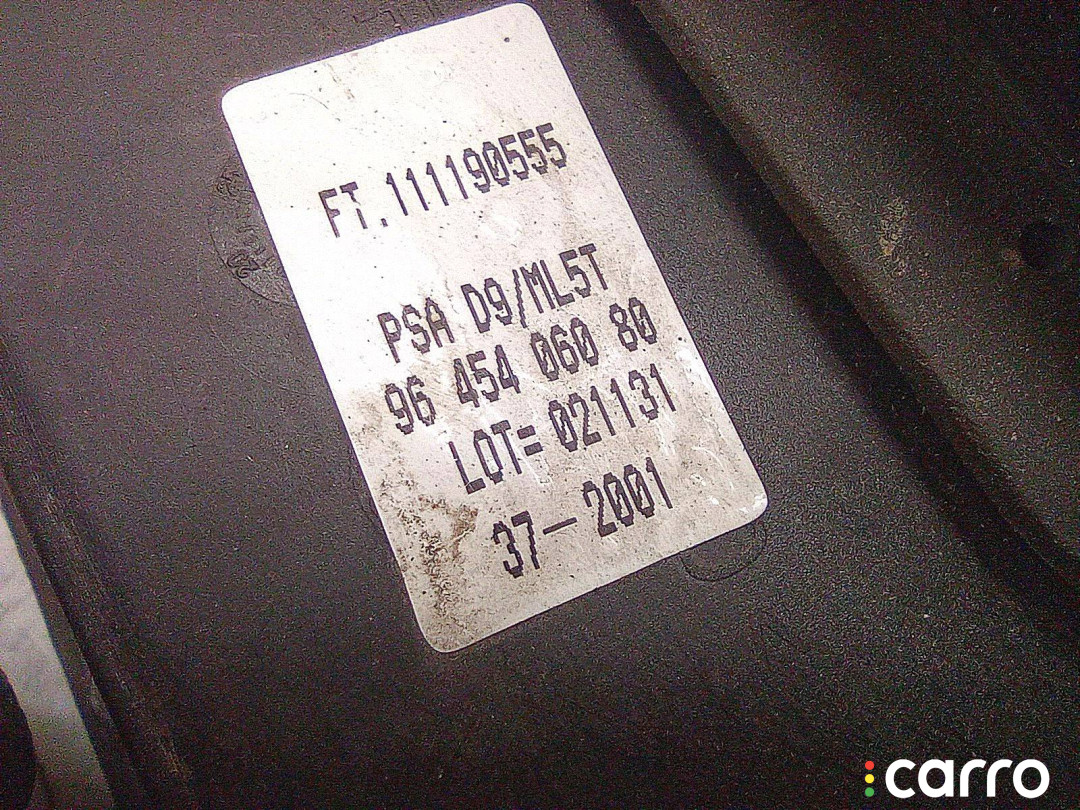 FT.111190555
PSA D9/ML5T
96 454 060 80
LOT= 021131
37-2001
carro